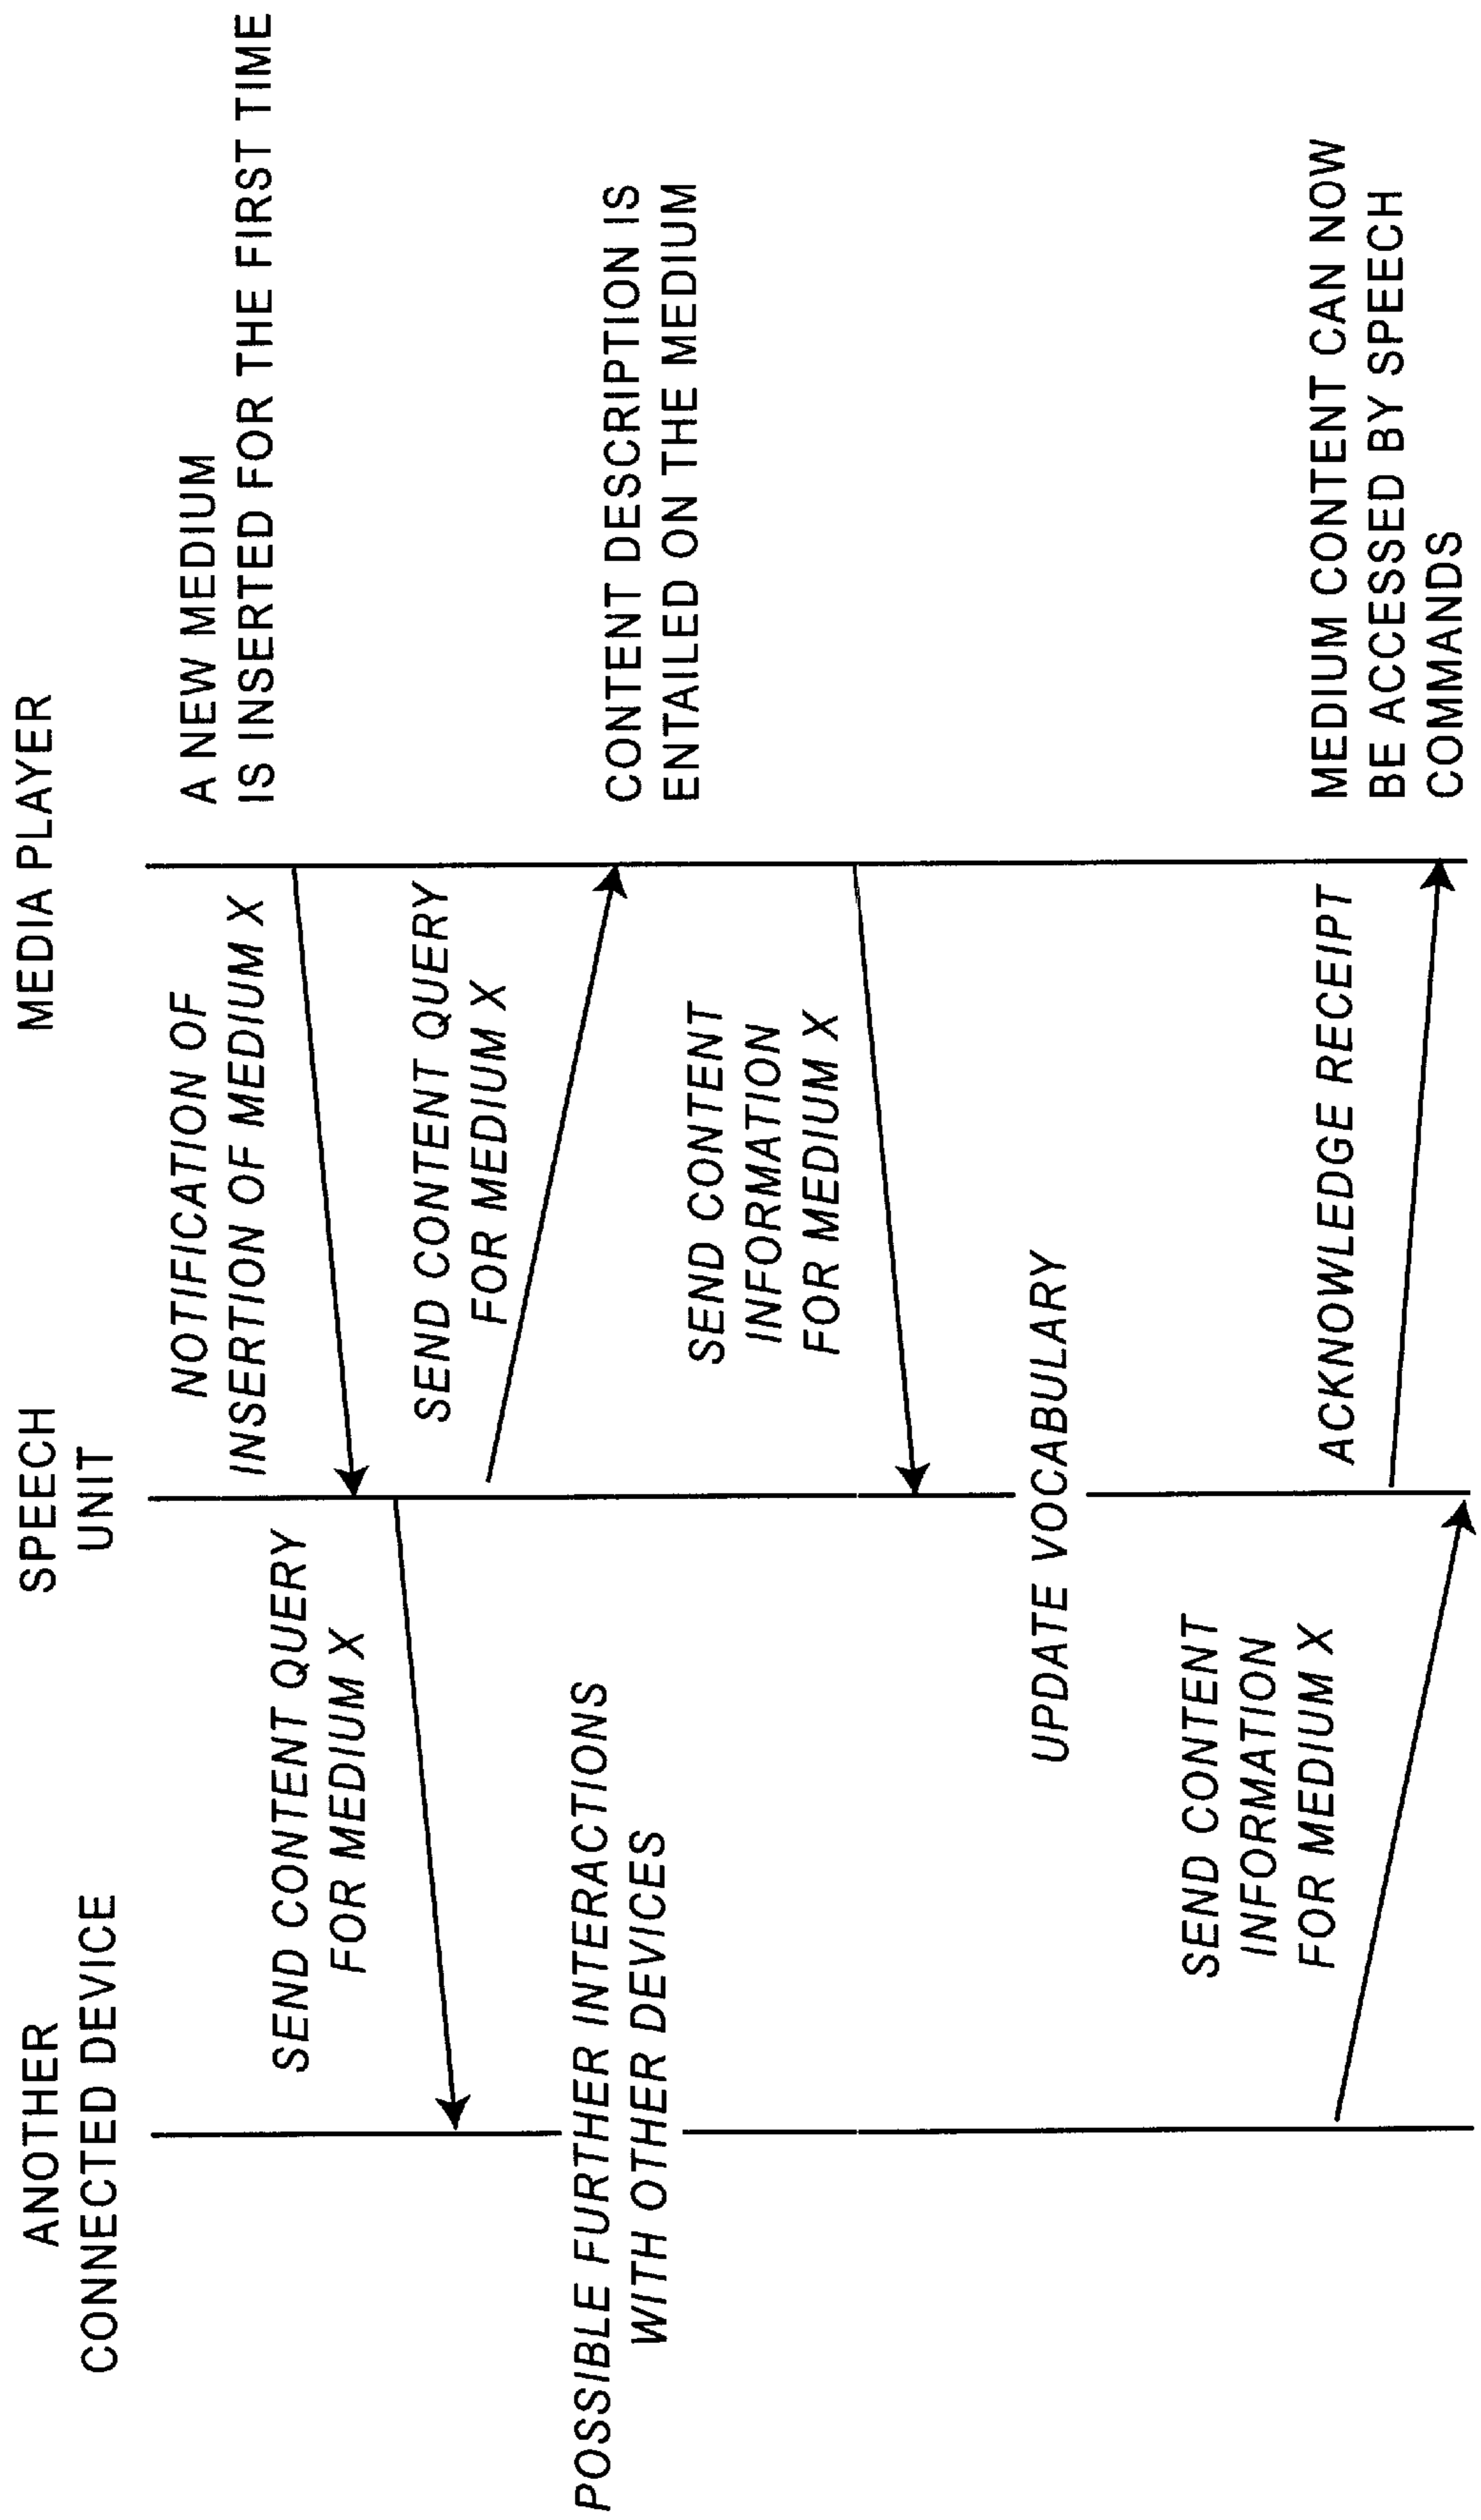 ANOTHER
CONNECTED DEVICE
SPEECH
UNIT
MEDIA PLAYER
A NEW MEDIUM
IS INSERTED FOR THE FIRST TIME
NOTIFICATION OF
INSERTION OF MEDIUM X
SEND CONTENT QUERY
FOR MEDIUM X
SEND CONTENT QUERY
FOR MEDIUM X
POSSIBLE FURTHER INTERACTIONS
WITH OTHER DEVICES
CONTENT DESCRIPTION IS
ENTAILED ON THE MEDIUM
SEND CONTENT
INFORMATION
FOR MEDIUM X
UPDATE VOCABULARY
SEND CONTENT
INFORMATION
FOR MEDIUM X
ACKNOWLEDGE RECEIPT
MEDIUM CONTENT CAN NOW
BE ACCESSED BY SPEECH
COMMANDS